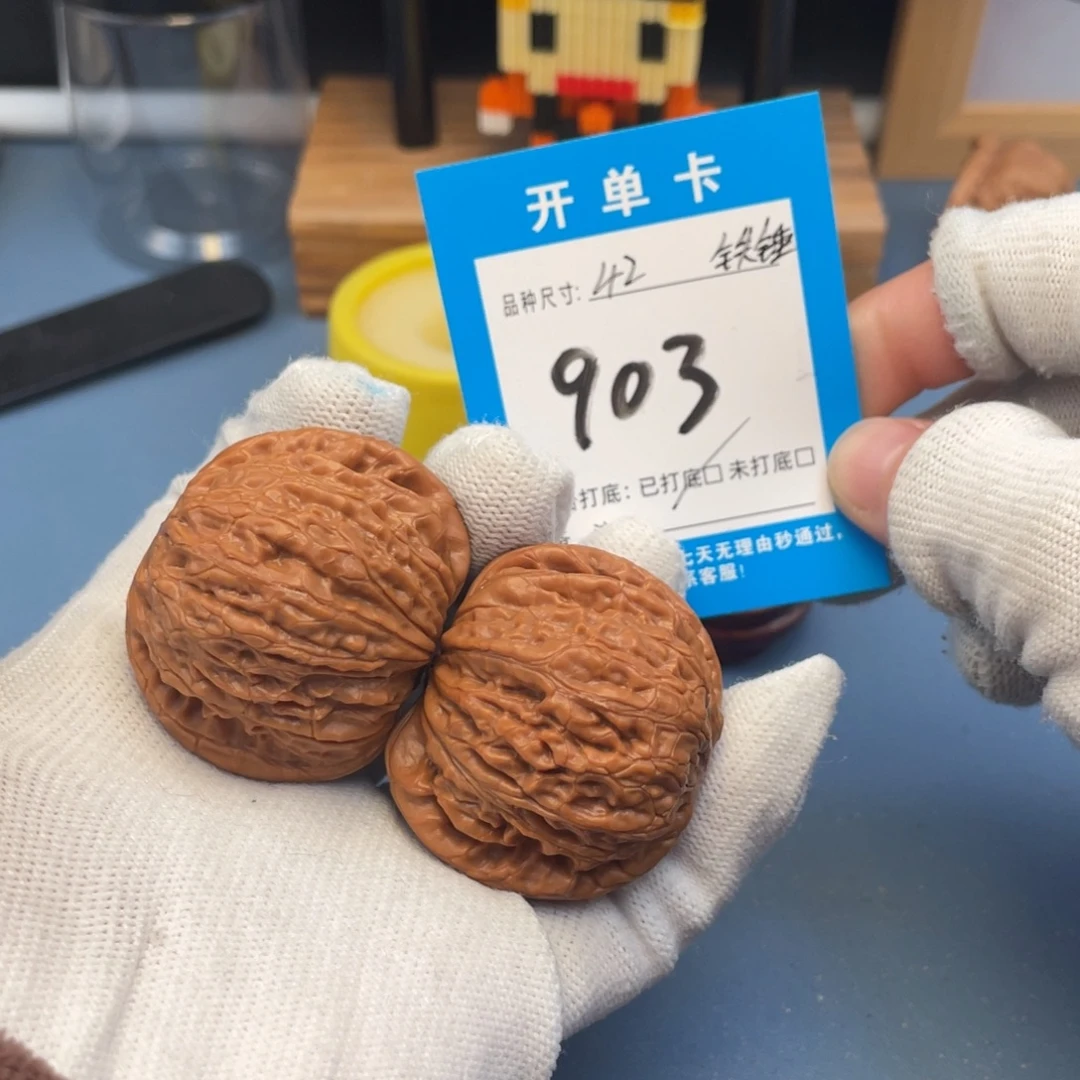 开单卡
品种尺寸: 42 铁锤
903
打底: 已打底□ 未打底□
七天无理由秒通过,
系客服!